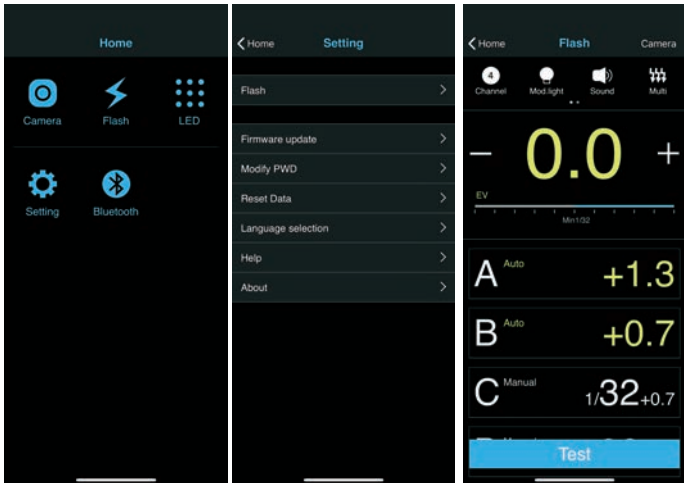 Home
Camera Flash LED
Setting Bluetooth
Home Setting
Flash
Firmware update
Modify PWD
Reset Data
Language selection
Help
About
Home Flash Camera
4
Channel Mod.light Sound Multi
− 0.0 +
EV
Min1/32
A Auto +1.3
B Auto +0.7
C Manual 1/32+0.7
Test